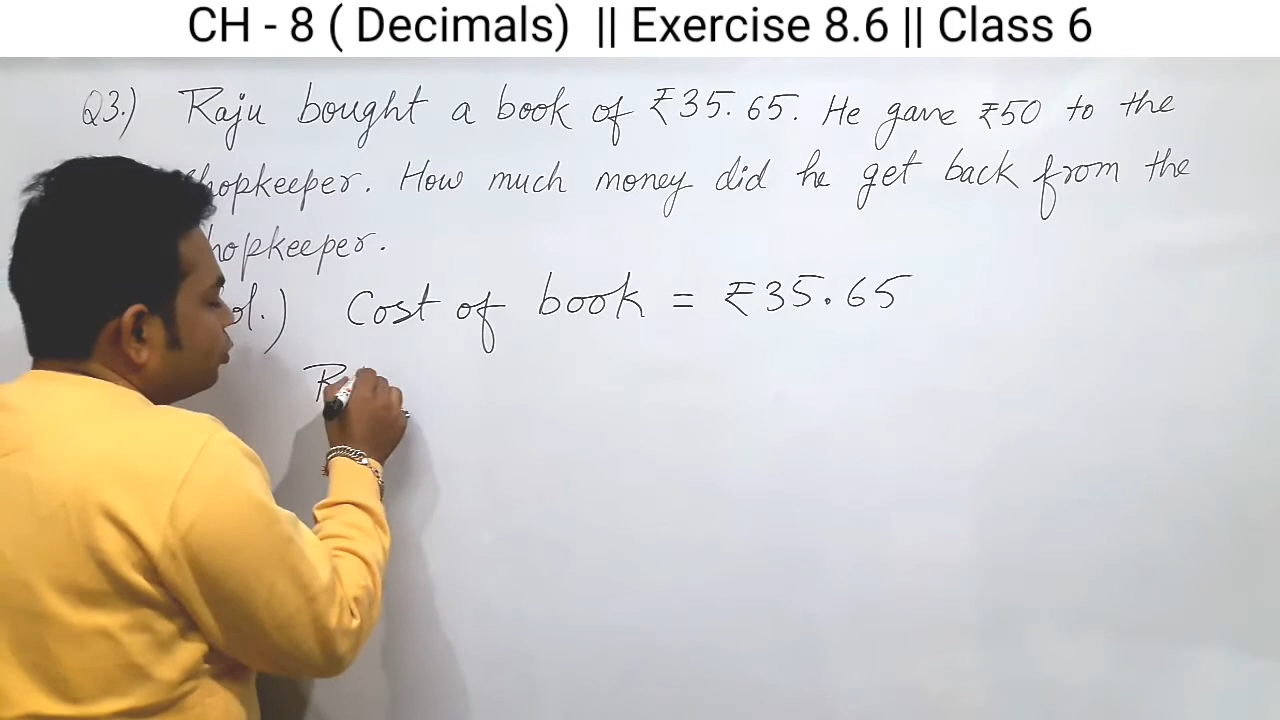 CH - 8 ( Decimals) || Exercise 8.6 || Class 6
Q3.) Raju bought a book of ₹35.65. He gave ₹50 to the
hopkeeper. How much money did he get back from the
hopkeeper.
ol.) Cost of book = ₹35.65
R